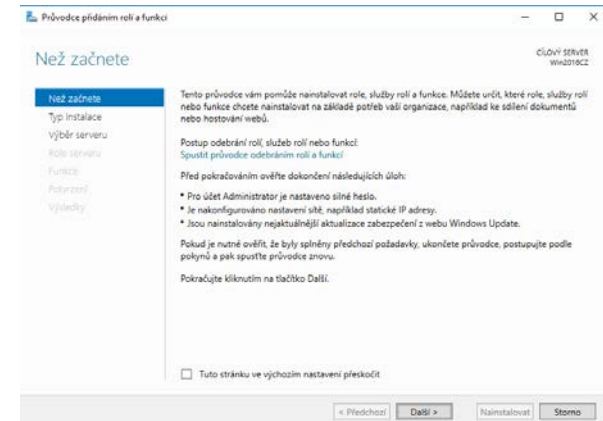 Průvodce přidáním rolí a funkcí
Než začnete
CÍLOVÝ SERVER
Win2016CZ
Než začnete
Typ instalace
Výběr serveru
Role serveru
Funkce
Potvrzení
Výsledky
Tento průvodce vám pomůže nainstalovat role, služby rolí a funkce. Můžete určit, které role, služby rolí
nebo funkce chcete nainstalovat na základě potřeb vaší organizace, například ke sdílení dokumentů
nebo hostování webů.
Postup odebrání rolí, služeb rolí nebo funkcí:
Spustit průvodce odebráním rolí a funkcí
Před pokračováním ověřte dokončení následujících úloh:
• Pro účet Administrator je nastaveno silné heslo.
• Je nakonfigurováno nastavení sítě, například statické IP adresy.
• Jsou nainstalovány nejaktuálnější aktualizace zabezpečení z webu Windows Update.
Pokud je nutné ověřit, že byly splněny předchozí požadavky, ukončete průvodce, postupujte podle
pokynů a pak spusťte průvodce znovu.
Pokračujte kliknutím na tlačítko Další.
Tuto stránku ve výchozím nastavení přeskočit
< Předchozí
Další >
Nainstalovat
Storno